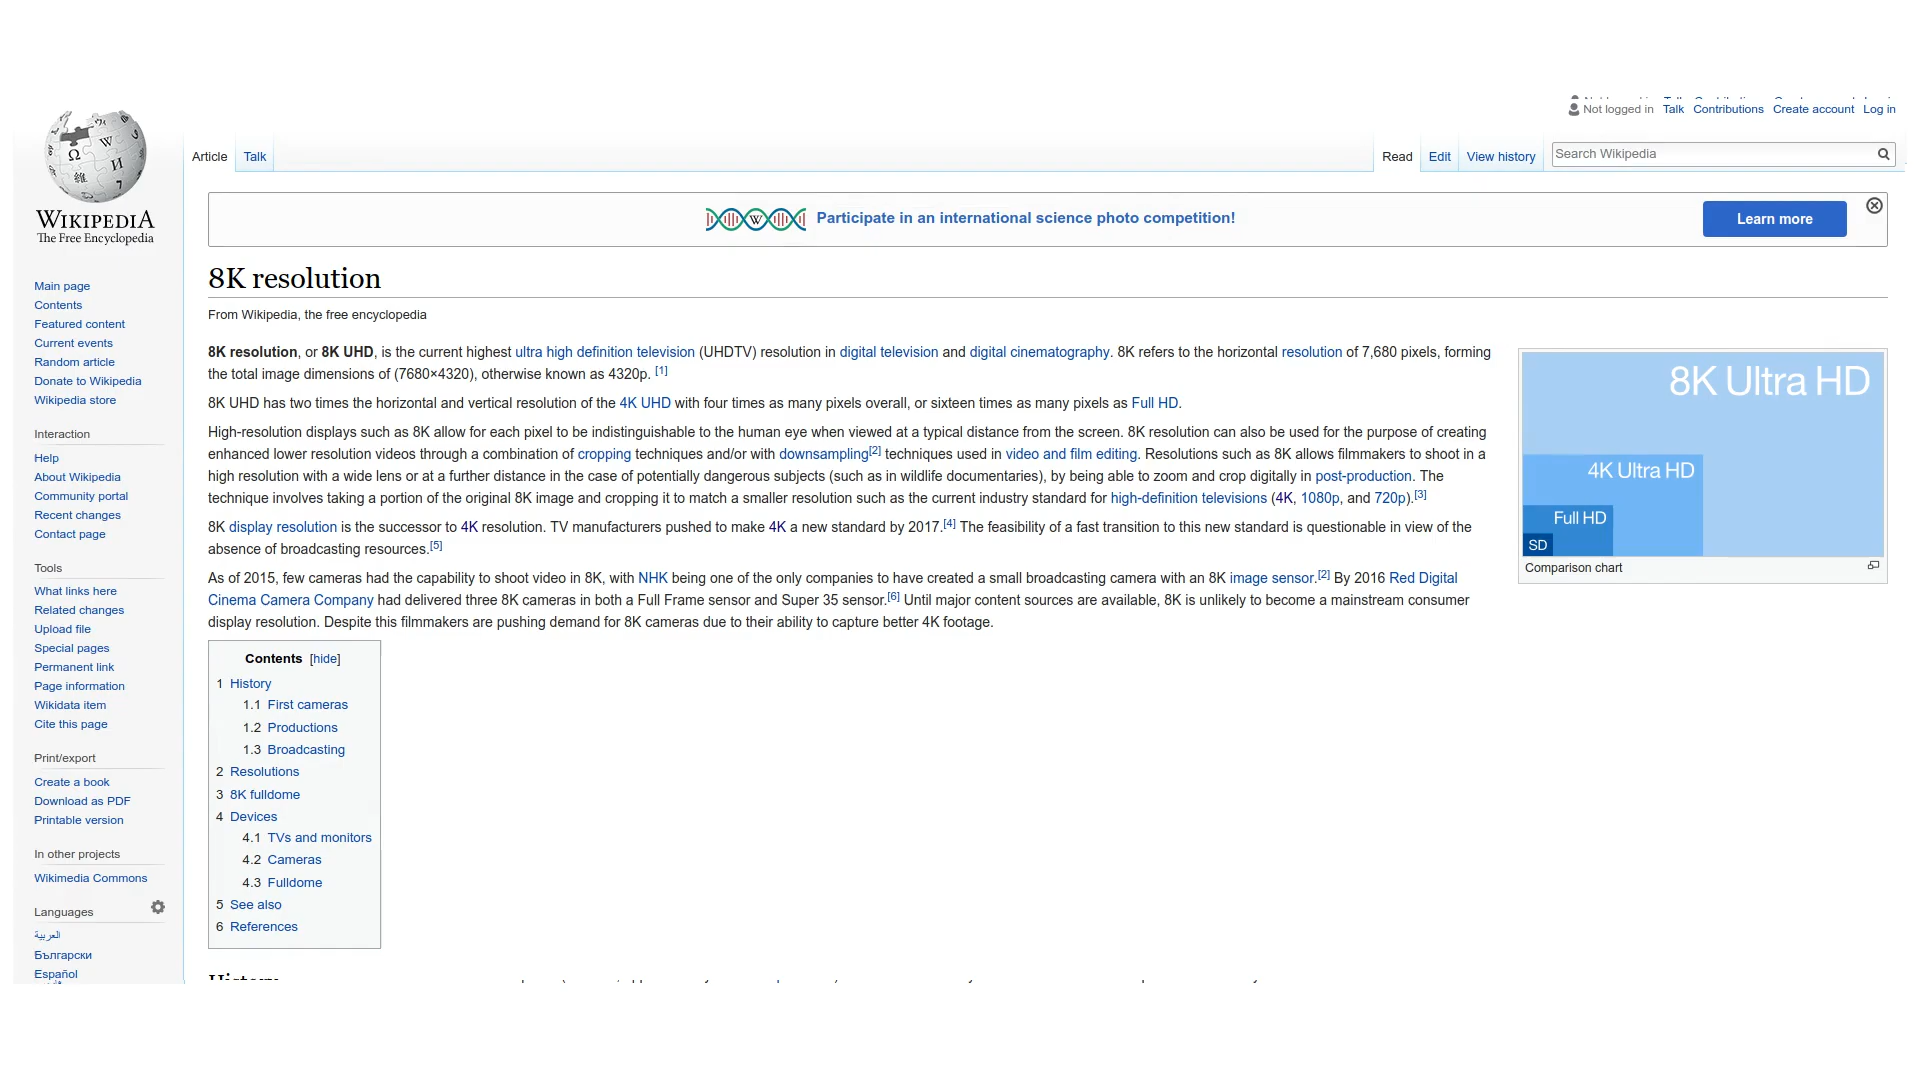 Not logged in Talk Contributions Create account Log in
Article Talk Read Edit View history Search Wikipedia
WIKIPEDIA
The Free Encyclopedia
Participate in an international science photo competition!
Learn more
Main page
Contents
Featured content
Current events
Random article
Donate to Wikipedia
Wikipedia store
Interaction
Help
About Wikipedia
Community portal
Recent changes
Contact page
Tools
What links here
Related changes
Upload file
Special pages
Permanent link
Page information
Wikidata item
Cite this page
Print/export
Create a book
Download as PDF
Printable version
In other projects
Wikimedia Commons
Languages
العربية
Български
Español
8K resolution
From Wikipedia, the free encyclopedia
8K resolution, or 8K UHD, is the current highest ultra high definition television (UHDTV) resolution in digital television and digital cinematography. 8K refers to the horizontal resolution of 7,680 pixels, forming
the total image dimensions of (7680×4320), otherwise known as 4320p. [1]
8K UHD has two times the horizontal and vertical resolution of the 4K UHD with four times as many pixels overall, or sixteen times as many pixels as Full HD.
High-resolution displays such as 8K allow for each pixel to be indistinguishable to the human eye when viewed at a typical distance from the screen. 8K resolution can also be used for the purpose of creating
enhanced lower resolution videos through a combination of cropping techniques and/or with downsampling[2] techniques used in video and film editing. Resolutions such as 8K allows filmmakers to shoot in a
high resolution with a wide lens or at a further distance in the case of potentially dangerous subjects (such as in wildlife documentaries), by being able to zoom and crop digitally in post-production. The
technique involves taking a portion of the original 8K image and cropping it to match a smaller resolution such as the current industry standard for high-definition televisions (4K, 1080p, and 720p).[3]
8K display resolution is the successor to 4K resolution. TV manufacturers pushed to make 4K a new standard by 2017.[4] The feasibility of a fast transition to this new standard is questionable in view of the
absence of broadcasting resources.[5]
As of 2015, few cameras had the capability to shoot video in 8K, with NHK being one of the only companies to have created a small broadcasting camera with an 8K image sensor.[2] By 2016 Red Digital
Cinema Camera Company had delivered three 8K cameras in both a Full Frame sensor and Super 35 sensor.[6] Until major content sources are available, 8K is unlikely to become a mainstream consumer
display resolution. Despite this filmmakers are pushing demand for 8K cameras due to their ability to capture better 4K footage.
8K Ultra HD
4K Ultra HD
Full HD
SD
Comparison chart
Contents [hide]
1 History
1.1 First cameras
1.2 Productions
1.3 Broadcasting
2 Resolutions
3 8K fulldome
4 Devices
4.1 TVs and monitors
4.2 Cameras
4.3 Fulldome
5 See also
6 References
History